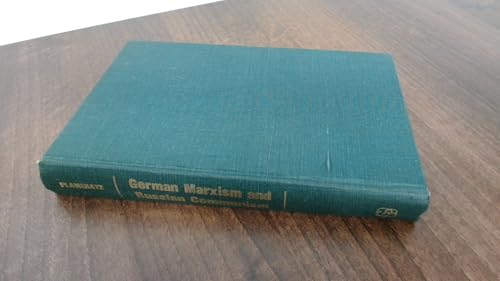 PLAMENATZ
German Marxism and
Russian Communism